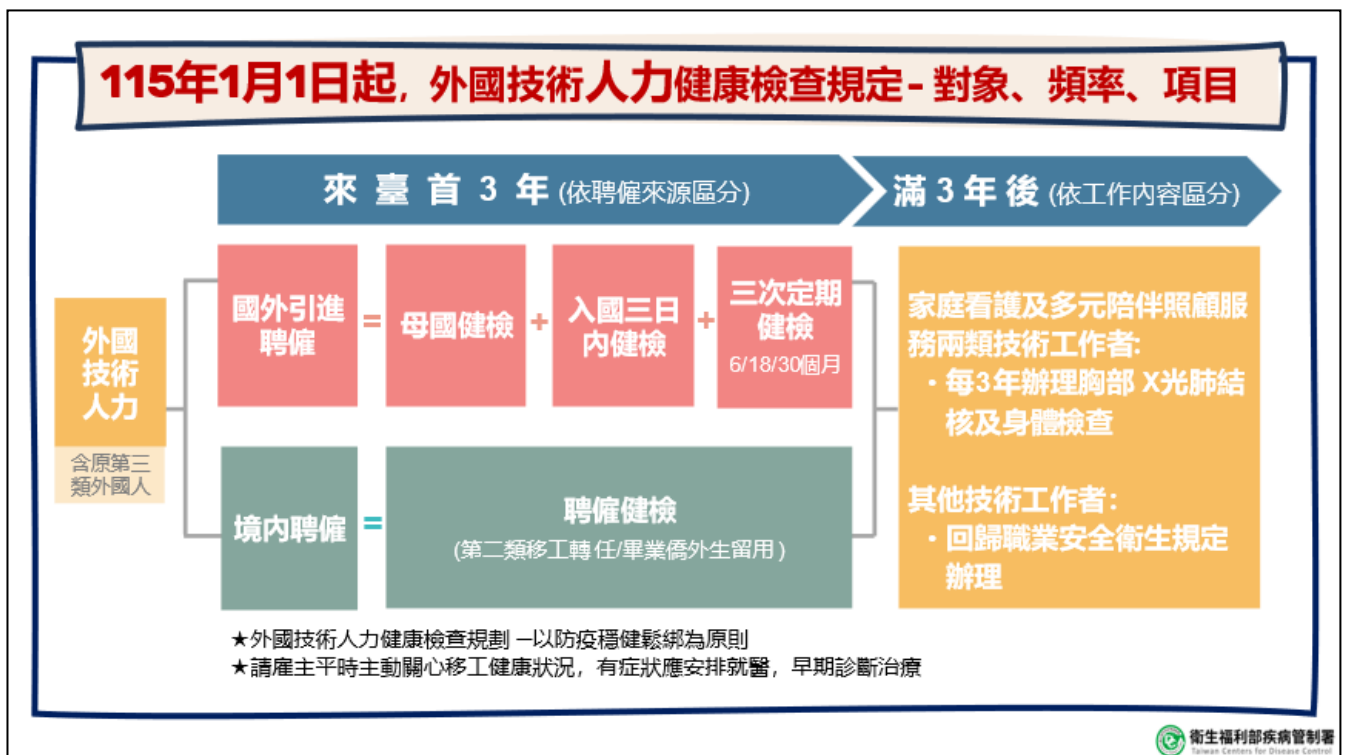 115年1月1日起, 外國技術人力健康檢查規定- 對象、頻率、項目
來臺首3年 (依聘僱來源區分)
滿3年後 (依工作內容區分)
外國
技術
人力
含原第三
類外國人
國外引進
聘僱
=
母國健檢
+
入國三日
內健檢
+
三次定期
健檢
6/18/30個月
境內聘僱
=
聘僱健檢
(第二類移工轉任/畢業僑外生留用)
家庭看護及多元陪伴照顧服
務兩類技術工作者:
・每3年辦理胸部 X光肺結
核及身體檢查
其他技術工作者:
・回歸職業安全衛生規定
辦理
★外國技術人力健康檢查規劃 —以防疫穩健鬆綁為原則
★請雇主平時主動關心移工健康狀況, 有症狀應安排就醫, 早期診斷治療
衛生福利部疾病管制署
Taiwan Centers for Disease Control